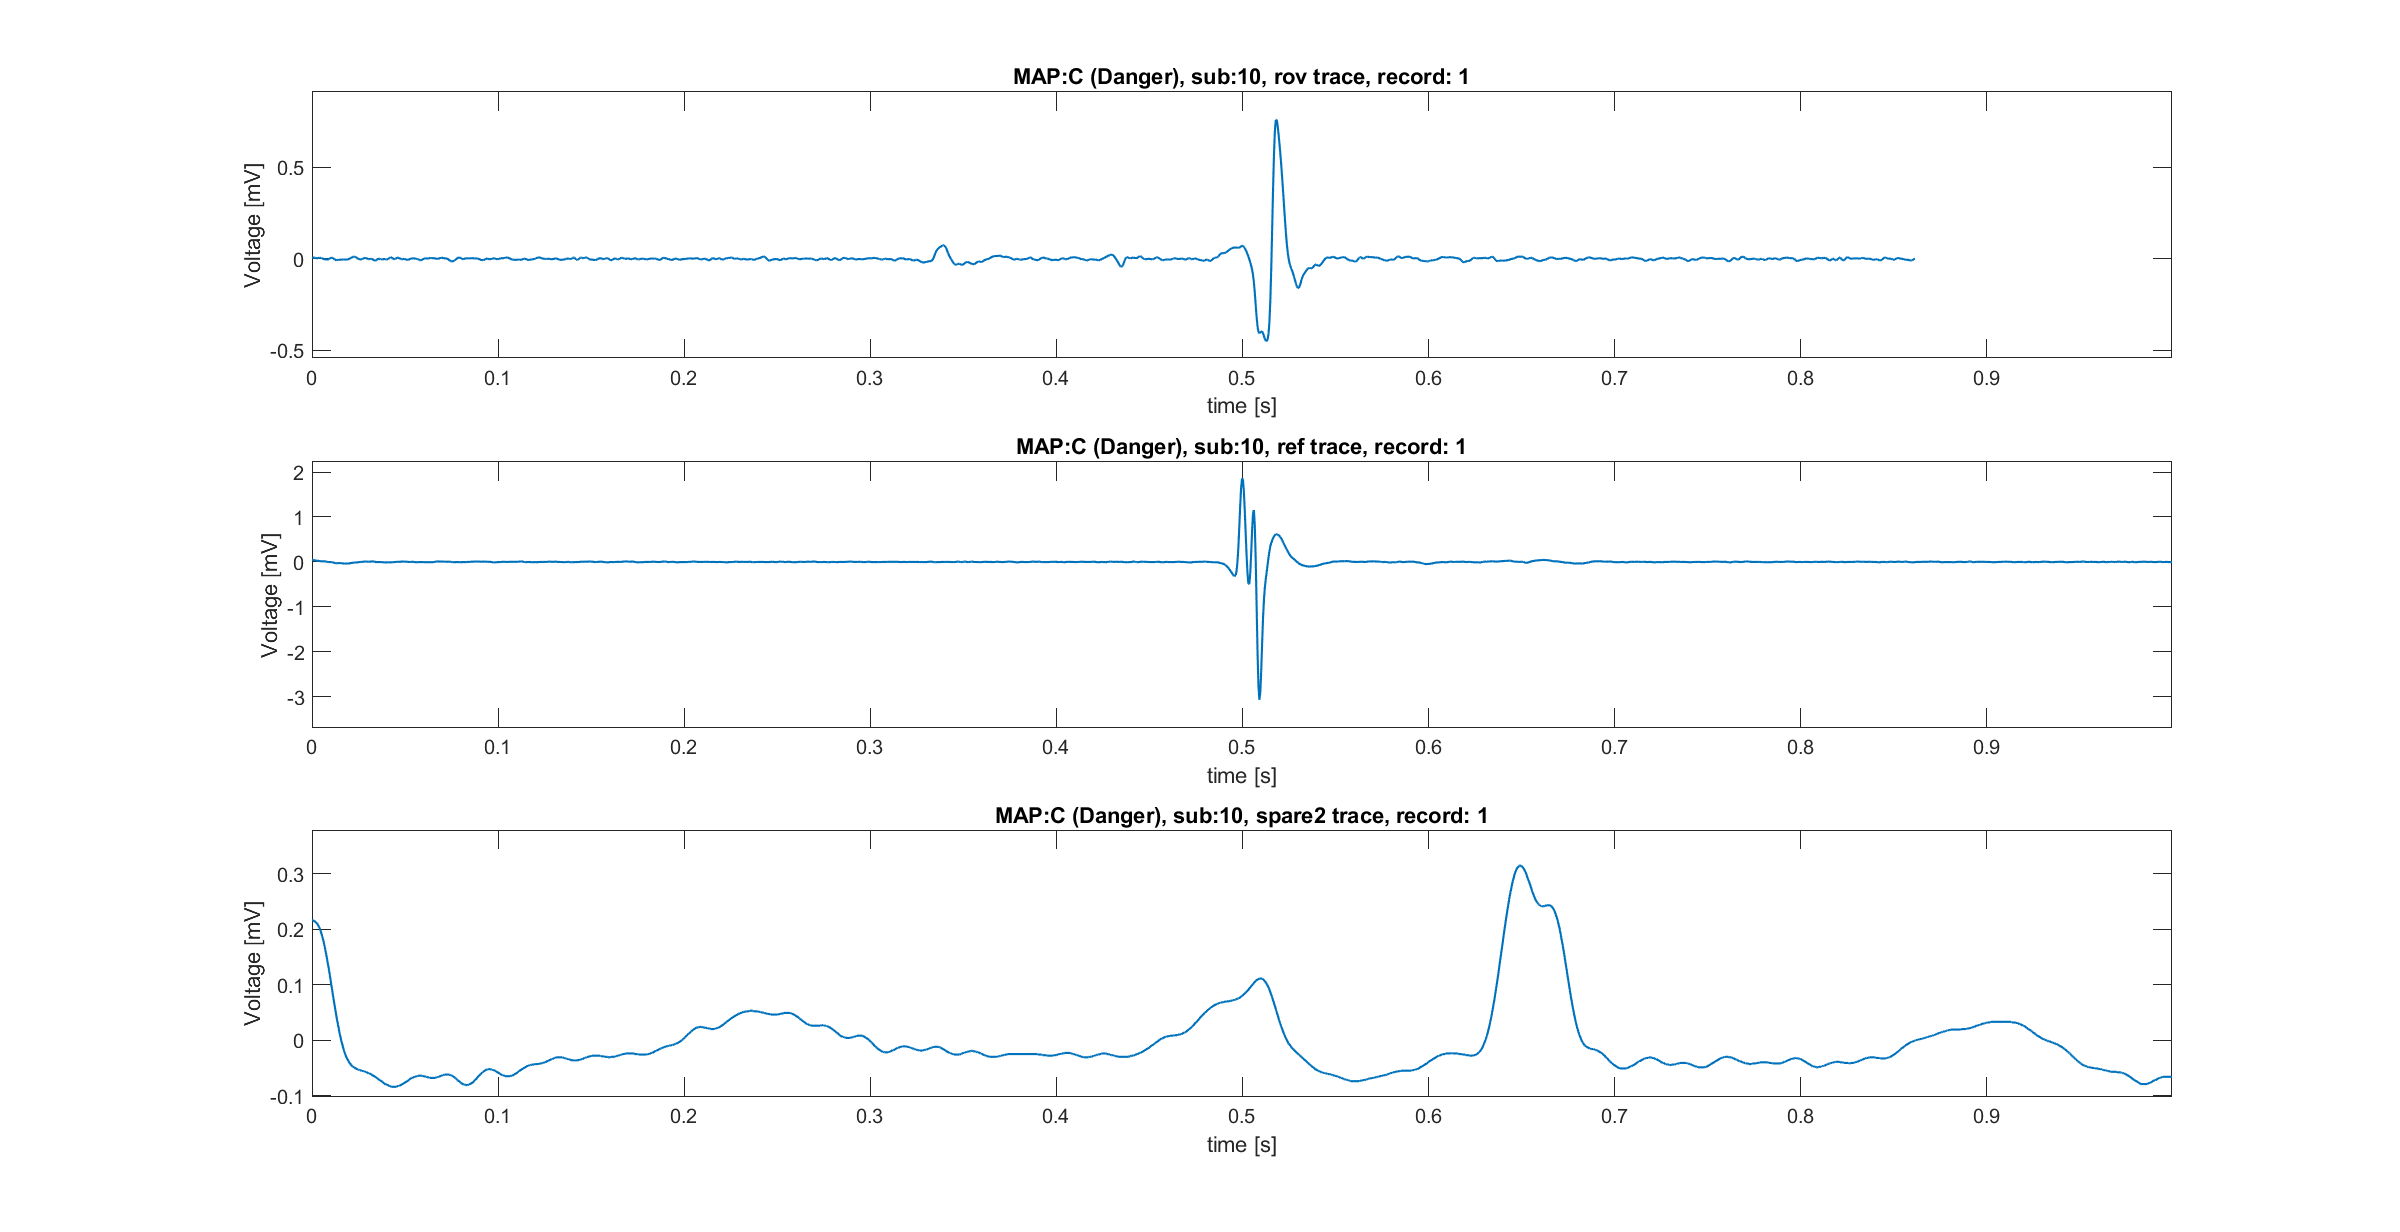 MAP:C (Danger), sub:10, rov trace, record: 1
Voltage [mV]
0.5
0
-0.5
0 0.1 0.2 0.3 0.4 0.5 0.6 0.7 0.8 0.9
time [s]
MAP:C (Danger), sub:10, ref trace, record: 1
Voltage [mV]
2
1
0
-1
-2
-3
0 0.1 0.2 0.3 0.4 0.5 0.6 0.7 0.8 0.9
time [s]
MAP:C (Danger), sub:10, spare2 trace, record: 1
Voltage [mV]
0.3
0.2
0.1
0
-0.1
0 0.1 0.2 0.3 0.4 0.5 0.6 0.7 0.8 0.9
time [s]